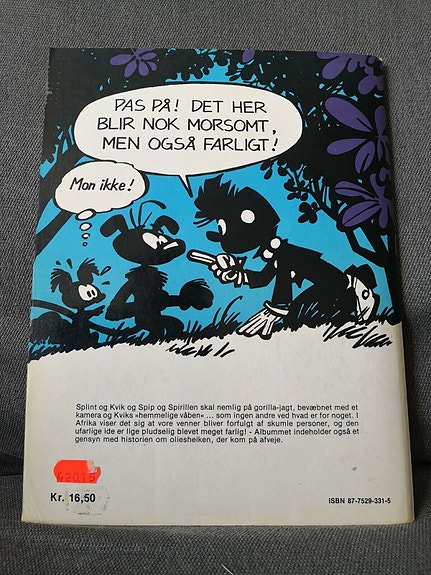 PAS PÅ! DET HER
BLIR NOK MORSOMT,
MEN OGSÅ FARLIGT!
Mon ikke!
Splint og Kvik og Spip og Spirillen skal nemlig på gorilla-jagt, bevæbnet med et
kamera og Kviks »hemmelige våben« ... som ingen andre ved hvad er for noget. I
Afrika viser det sig at vore venner bliver forfulgt af skumle personer, og den
ufarlige ide er lige pludselig blevet meget farlig! - Albummet indeholder også et
gensyn med historien om oliesheiken, der kom på afveje.
Kr. 16,50
ISBN 87-7529-331-5